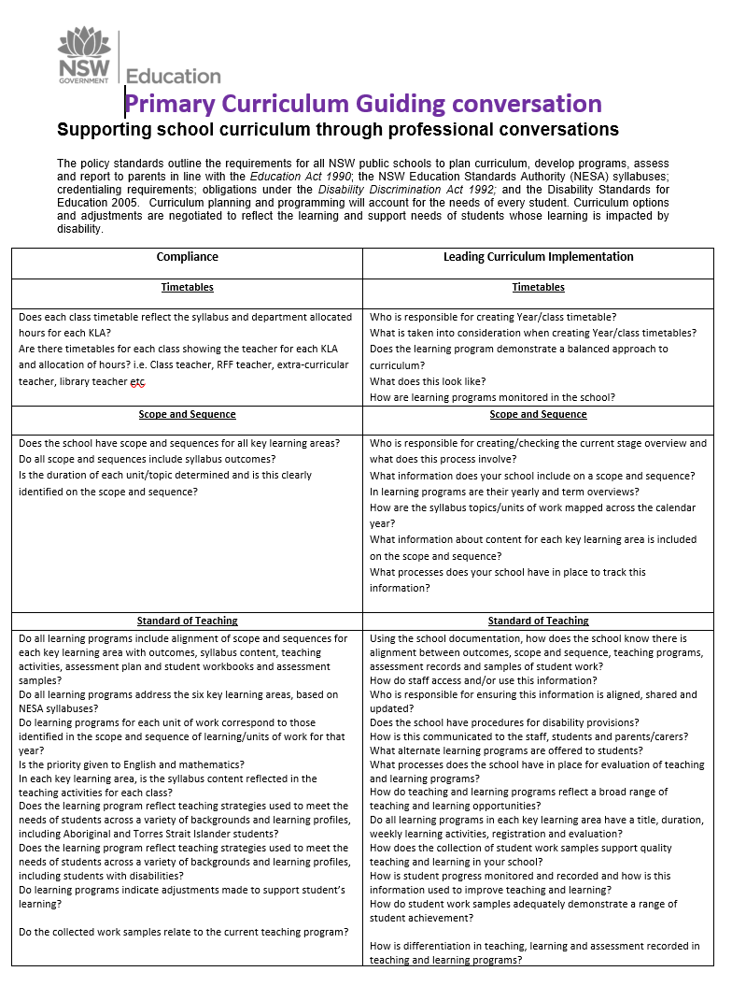 NSW
GOVERNMENT
Education
Primary Curriculum Guiding conversation
Supporting school curriculum through professional conversations
The policy standards outline the requirements for all NSW public schools to plan curriculum, develop programs, assess
and report to parents in line with the Education Act 1990; the NSW Education Standards Authority (NESA) syllabuses;
credentialing requirements; obligations under the Disability Discrimination Act 1992; and the Disability Standards for
Education 2005. Curriculum planning and programming will account for the needs of every student. Curriculum options
and adjustments are negotiated to reflect the learning and support needs of students whose learning is impacted by
disability.
Compliance
Leading Curriculum Implementation
Timetables
Timetables
Does each class timetable reflect the syllabus and department allocated
hours for each KLA?
Are there timetables for each class showing the teacher for each KLA
and allocation of hours? i.e. Class teacher, RFF teacher, extra-curricular
teacher, library teacher etc
Who is responsible for creating Year/class timetable?
What is taken into consideration when creating Year/class timetables?
Does the learning program demonstrate a balanced approach to
curriculum?
What does this look like?
How are learning programs monitored in the school?
Scope and Sequence
Scope and Sequence
Does the school have scope and sequences for all key learning areas?
Do all scope and sequences include syllabus outcomes?
Is the duration of each unit/topic determined and is this clearly
identified on the scope and sequence?
Who is responsible for creating/checking the current stage overview and
what does this process involve?
What information does your school include on a scope and sequence?
In learning programs are their yearly and term overviews?
How are the syllabus topics/units of work mapped across the calendar
year?
What information about content for each key learning area is included
on the scope and sequence?
What processes does your school have in place to track this
information?
Standard of Teaching
Standard of Teaching
Do all learning programs include alignment of scope and sequences for
each key learning area with outcomes, syllabus content, teaching
activities, assessment plan and student workbooks and assessment
samples?
Do all learning programs address the six key learning areas, based on
NESA syllabuses?
Do learning programs for each unit of work correspond to those
identified in the scope and sequence of learning/units of work for that
year?
Is the priority given to English and mathematics?
In each key learning area, is the syllabus content reflected in the
teaching activities for each class?
Does the learning program reflect teaching strategies used to meet the
needs of students across a variety of backgrounds and learning profiles,
including Aboriginal and Torres Strait Islander students?
Does the learning program reflect teaching strategies used to meet the
needs of students across a variety of backgrounds and learning profiles,
including students with disabilities?
Do learning programs indicate adjustments made to support student's
learning?
Do the collected work samples relate to the current teaching program?
Using the school documentation, how does the school know there is
alignment between outcomes, scope and sequence, teaching programs,
assessment records and samples of student work?
How do staff access and/or use this information?
Who is responsible for ensuring this information is aligned, shared and
updated?
Does the school have procedures for disability provisions?
How is this communicated to the staff, students and parents/carers?
What alternate learning programs are offered to students?
What processes does the school have in place for evaluation of teaching
and learning programs?
How do teaching and learning programs reflect a broad range of
teaching and learning opportunities?
Do all learning programs in each key learning area have a title, duration,
weekly learning activities, registration and evaluation?
How does the collection of student work samples support quality
teaching and learning in your school?
How is student progress monitored and recorded and how is this
information used to improve teaching and learning?
How do student work samples adequately demonstrate a range of
student achievement?
How is differentiation in teaching, learning and assessment recorded in
teaching and learning programs?